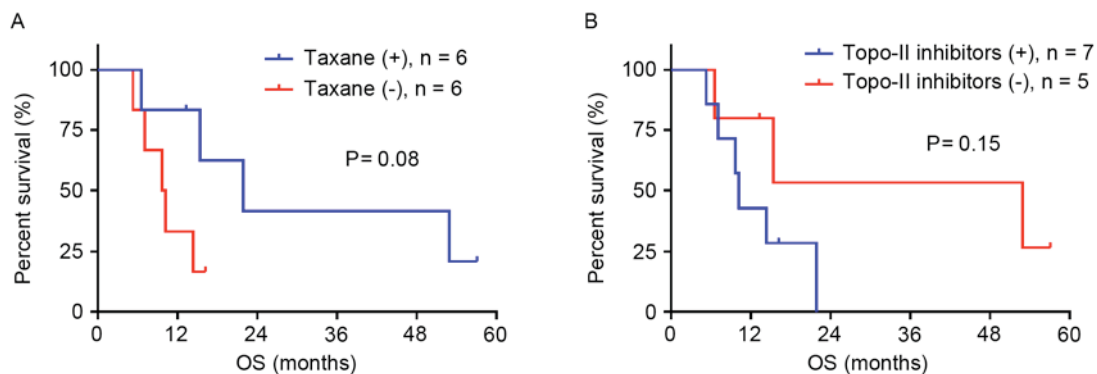 A
Taxane (+), n = 6
Taxane (-), n = 6
P= 0.08
Percent survival (%)
100
75
50
25
0
0 12 24 36 48 60
OS (months)
B
Topo-II inhibitors (+), n = 7
Topo-II inhibitors (-), n = 5
P= 0.15
Percent survival (%)
100
75
50
25
0
0 12 24 36 48 60
OS (months)